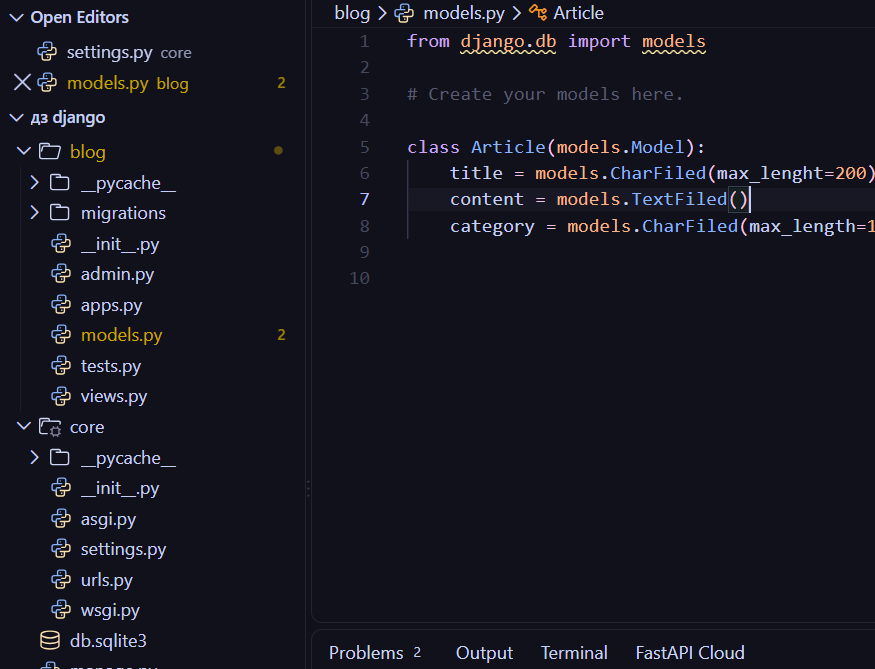 Open Editors
settings.py core
models.py blog 2
дз django
blog
__pycache__
migrations
__init__.py
admin.py
apps.py
models.py 2
tests.py
views.py
core
__pycache__
__init__.py
asgi.py
settings.py
urls.py
wsgi.py
db.sqlite3
manage.py
blog > models.py > Article
1 from django.db import models
2
3 # Create your models here.
4
5 class Article(models.Model):
6 title = models.CharFiled(max_lenght=200)
7 content = models.TextFiled()
8 category = models.CharFiled(max_length=1
9
10
Problems 2 Output Terminal FastAPI Cloud